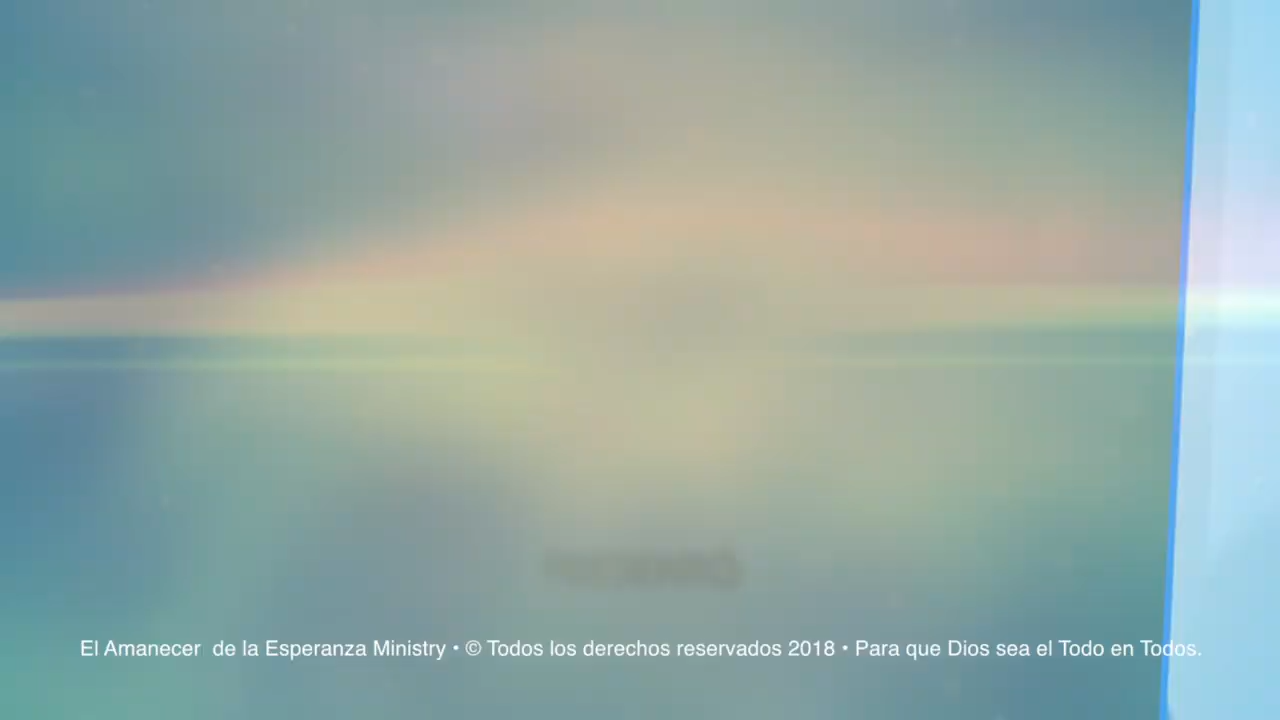 El Amanecer  de la Esperanza Ministry • © Todos los derechos reservados 2018 • Para que Dios sea el Todo en Todos.